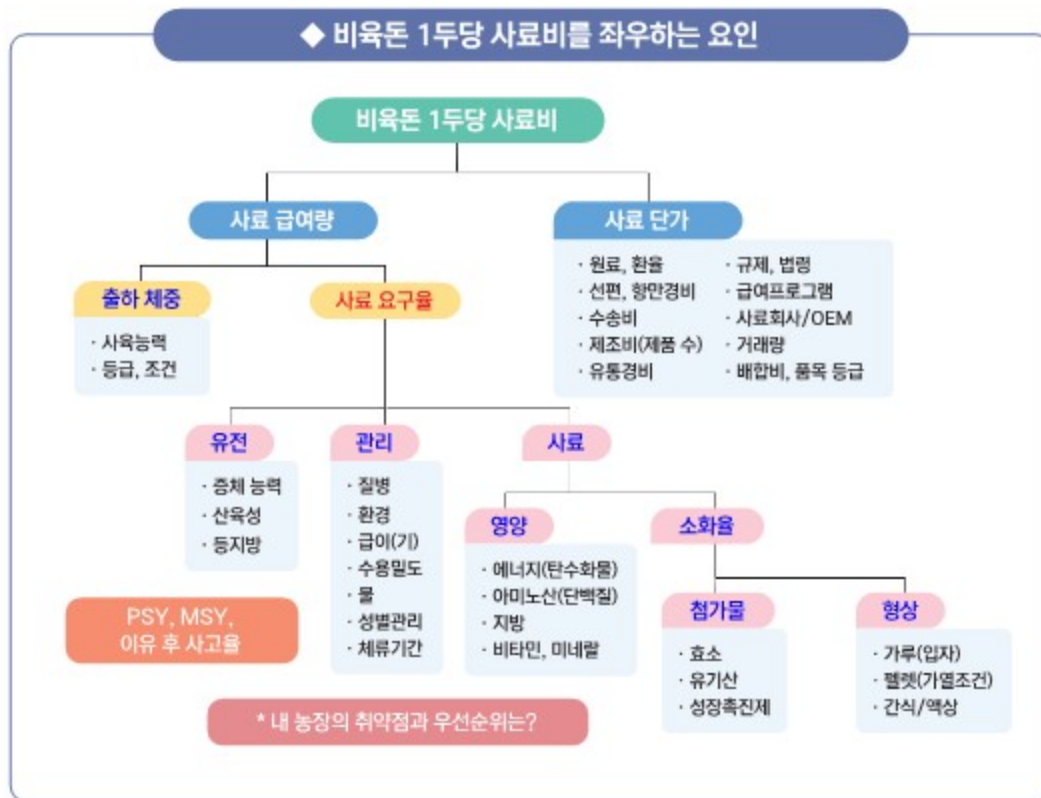 ◆ 비육돈 1두당 사료비를 좌우하는 요인
비육돈 1두당 사료비
사료 급여량
사료 단가
· 원료, 환율
· 선편, 항만경비
· 수송비
· 제조비(제품 수)
· 유통경비
· 규제, 법령
· 급여프로그램
· 사료회사/OEM
· 거래량
· 배합비, 품목 등급
출하 체중
· 사육능력
· 등급, 조건
사료 요구율
유전
· 증체 능력
· 산육성
· 등지방
관리
· 질병
· 환경
· 급이(기)
· 수용밀도
· 물
· 성별관리
· 체류기간
사료
영양
· 에너지(탄수화물)
· 아미노산(단백질)
· 지방
· 비타민, 미네랄
소화율
첨가물
· 효소
· 유기산
· 성장촉진제
형상
· 가루(입자)
· 펠렛(가열조건)
· 간식/액상
PSY, MSY,
이유 후 사고율
* 내 농장의 취약점과 우선순위는?